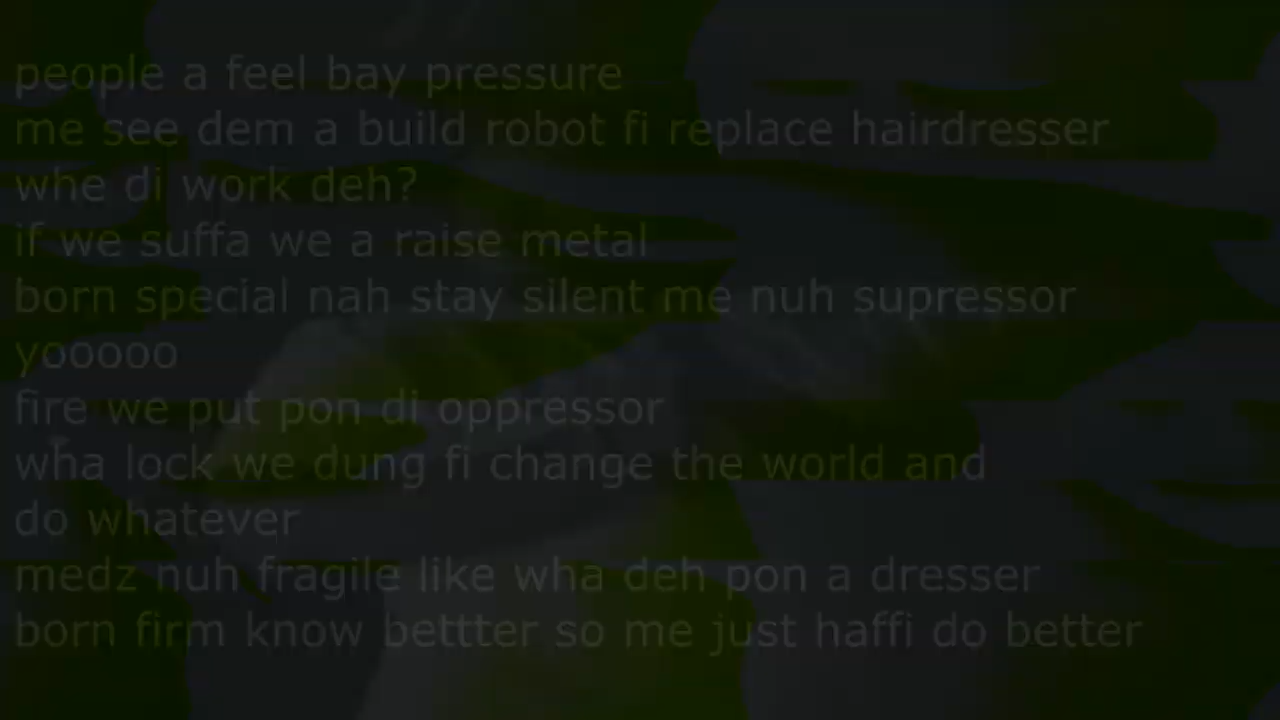 people a feel bay pressure
me see dem a build robot fi replace hairdresser
whe di work deh?
if we suffa we a raise metal
born special nah stay silent me nuh supressor
yooooo
fire we put pon di oppressor
wha lock we dung fi change the world and
do whatever
medz nuh fragile like wha deh pon a dresser
born firm know bettter so me just haffi do better